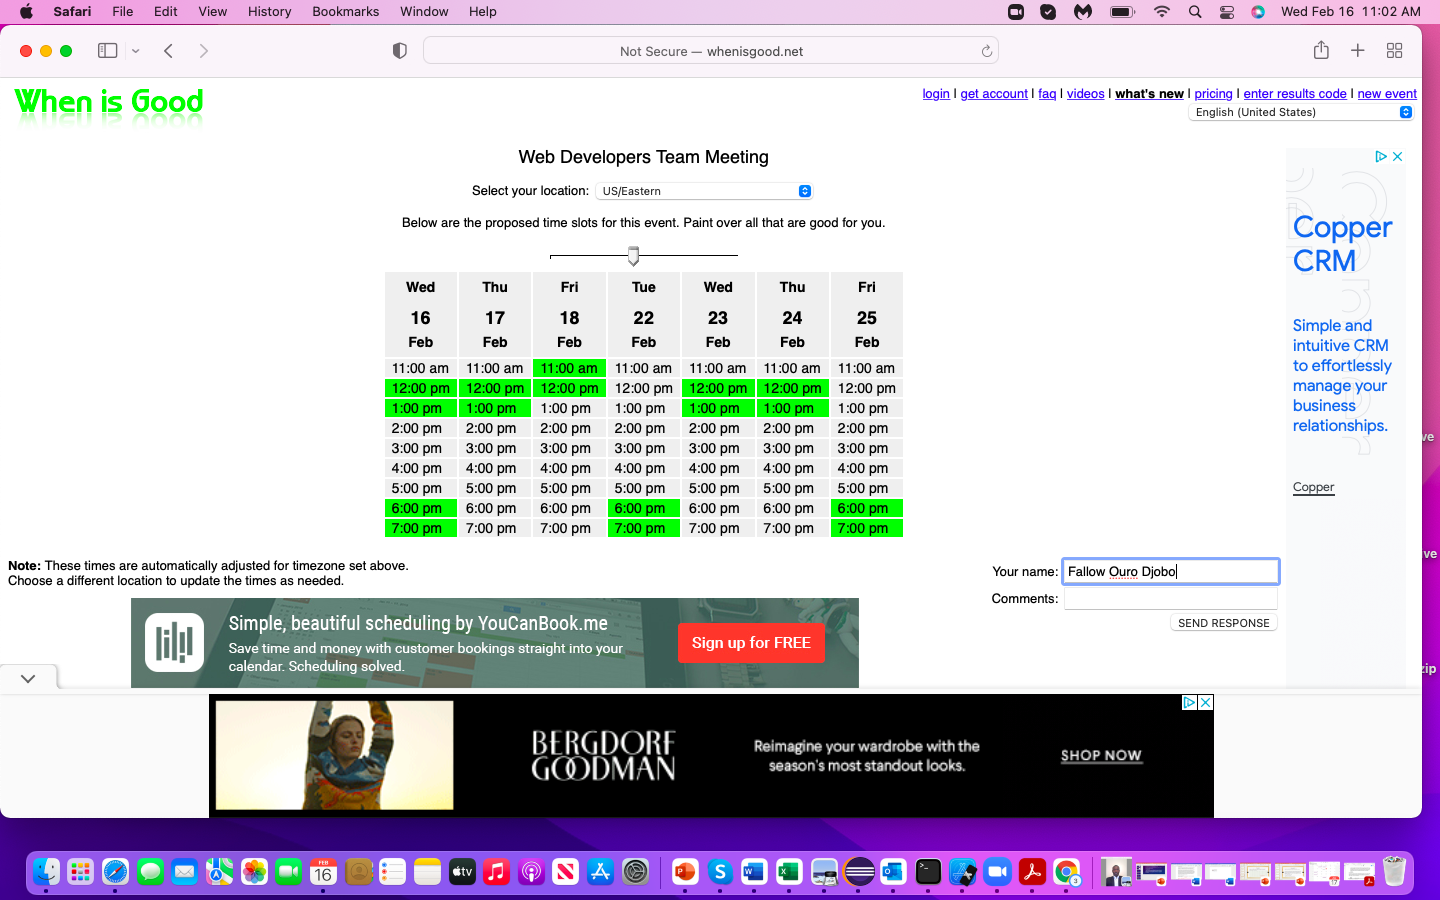 Safari File Edit View History Bookmarks Window Help Wed Feb 16 11:02 AM
Not Secure — whenisgood.net
When is Good
login | get account | faq | videos | what's new | pricing | enter results code | new event
English (United States)
Web Developers Team Meeting
Select your location: US/Eastern
Below are the proposed time slots for this event. Paint over all that are good for you.
Wed Thu Fri Tue Wed Thu Fri
16 17 18 22 23 24 25
Feb Feb Feb Feb Feb Feb Feb
11:00 am 11:00 am 11:00 am 11:00 am 11:00 am 11:00 am 11:00 am
12:00 pm 12:00 pm 12:00 pm 12:00 pm 12:00 pm 12:00 pm 12:00 pm
1:00 pm 1:00 pm 1:00 pm 1:00 pm 1:00 pm 1:00 pm 1:00 pm
2:00 pm 2:00 pm 2:00 pm 2:00 pm 2:00 pm 2:00 pm 2:00 pm
3:00 pm 3:00 pm 3:00 pm 3:00 pm 3:00 pm 3:00 pm 3:00 pm
4:00 pm 4:00 pm 4:00 pm 4:00 pm 4:00 pm 4:00 pm 4:00 pm
5:00 pm 5:00 pm 5:00 pm 5:00 pm 5:00 pm 5:00 pm 5:00 pm
6:00 pm 6:00 pm 6:00 pm 6:00 pm 6:00 pm 6:00 pm 6:00 pm
7:00 pm 7:00 pm 7:00 pm 7:00 pm 7:00 pm 7:00 pm 7:00 pm
Note: These times are automatically adjusted for timezone set above.
Choose a different location to update the times as needed.
Your name: Fallow Ouro Djobo
Comments:
SEND RESPONSE
Copper
CRM
Simple and
intuitive CRM
to effortlessly
manage your
business
relationships.
Copper
ve
ve
zip
Simple, beautiful scheduling by YouCanBook.me
Save time and money with customer bookings straight into your
calendar. Scheduling solved.
Sign up for FREE
BERGDORF
GOODMAN
Reimagine your wardrobe with the
season's most standout looks.
SHOP NOW
FEB
16
tv
P S W X O A 3